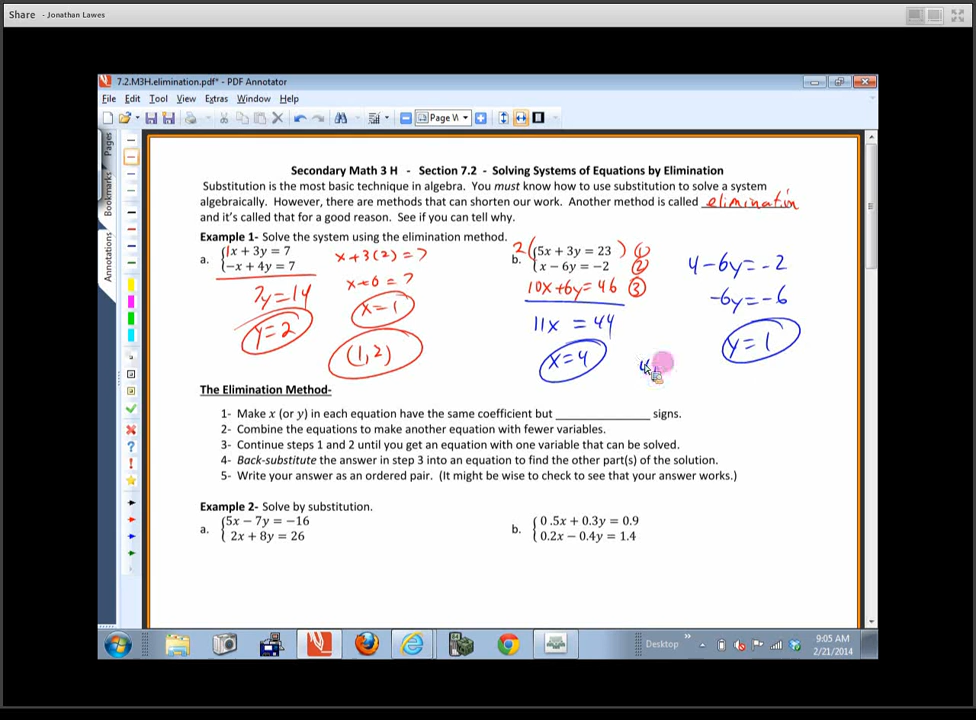 Share - Jonathan Lawes
7.2.M3H.elimination.pdf* - PDF Annotator
File Edit Tool View Extras Window Help
Page W
Pages
Bookmarks
Annotations
Secondary Math 3 H - Section 7.2 - Solving Systems of Equations by Elimination
Substitution is the most basic technique in algebra. You must know how to use substitution to solve a system
algebraically. However, there are methods that can shorten our work. Another method is called elimination
and it's called that for a good reason. See if you can tell why.
Example 1- Solve the system using the elimination method.
a. {1x + 3y = 7
{−x + 4y = 7
7y = 14
y = 2
x + 3(2) = 7
x + 6 = 7
x = 1
(1, 2)
b. 2({5x + 3y = 23) ①
{x − 6y = −2 ②
10x + 6y = 46 ③
11x = 44
x = 4
4 − 6y = −2
−6y = −6
y = 1
The Elimination Method-
1- Make x (or y) in each equation have the same coefficient but ______________ signs.
2- Combine the equations to make another equation with fewer variables.
3- Continue steps 1 and 2 until you get an equation with one variable that can be solved.
4- Back-substitute the answer in step 3 into an equation to find the other part(s) of the solution.
5- Write your answer as an ordered pair. (It might be wise to check to see that your answer works.)
Example 2- Solve by substitution.
a. {5x − 7y = −16
{2x + 8y = 26
b. {0.5x + 0.3y = 0.9
{0.2x − 0.4y = 1.4
Desktop
9:05 AM
2/21/2014